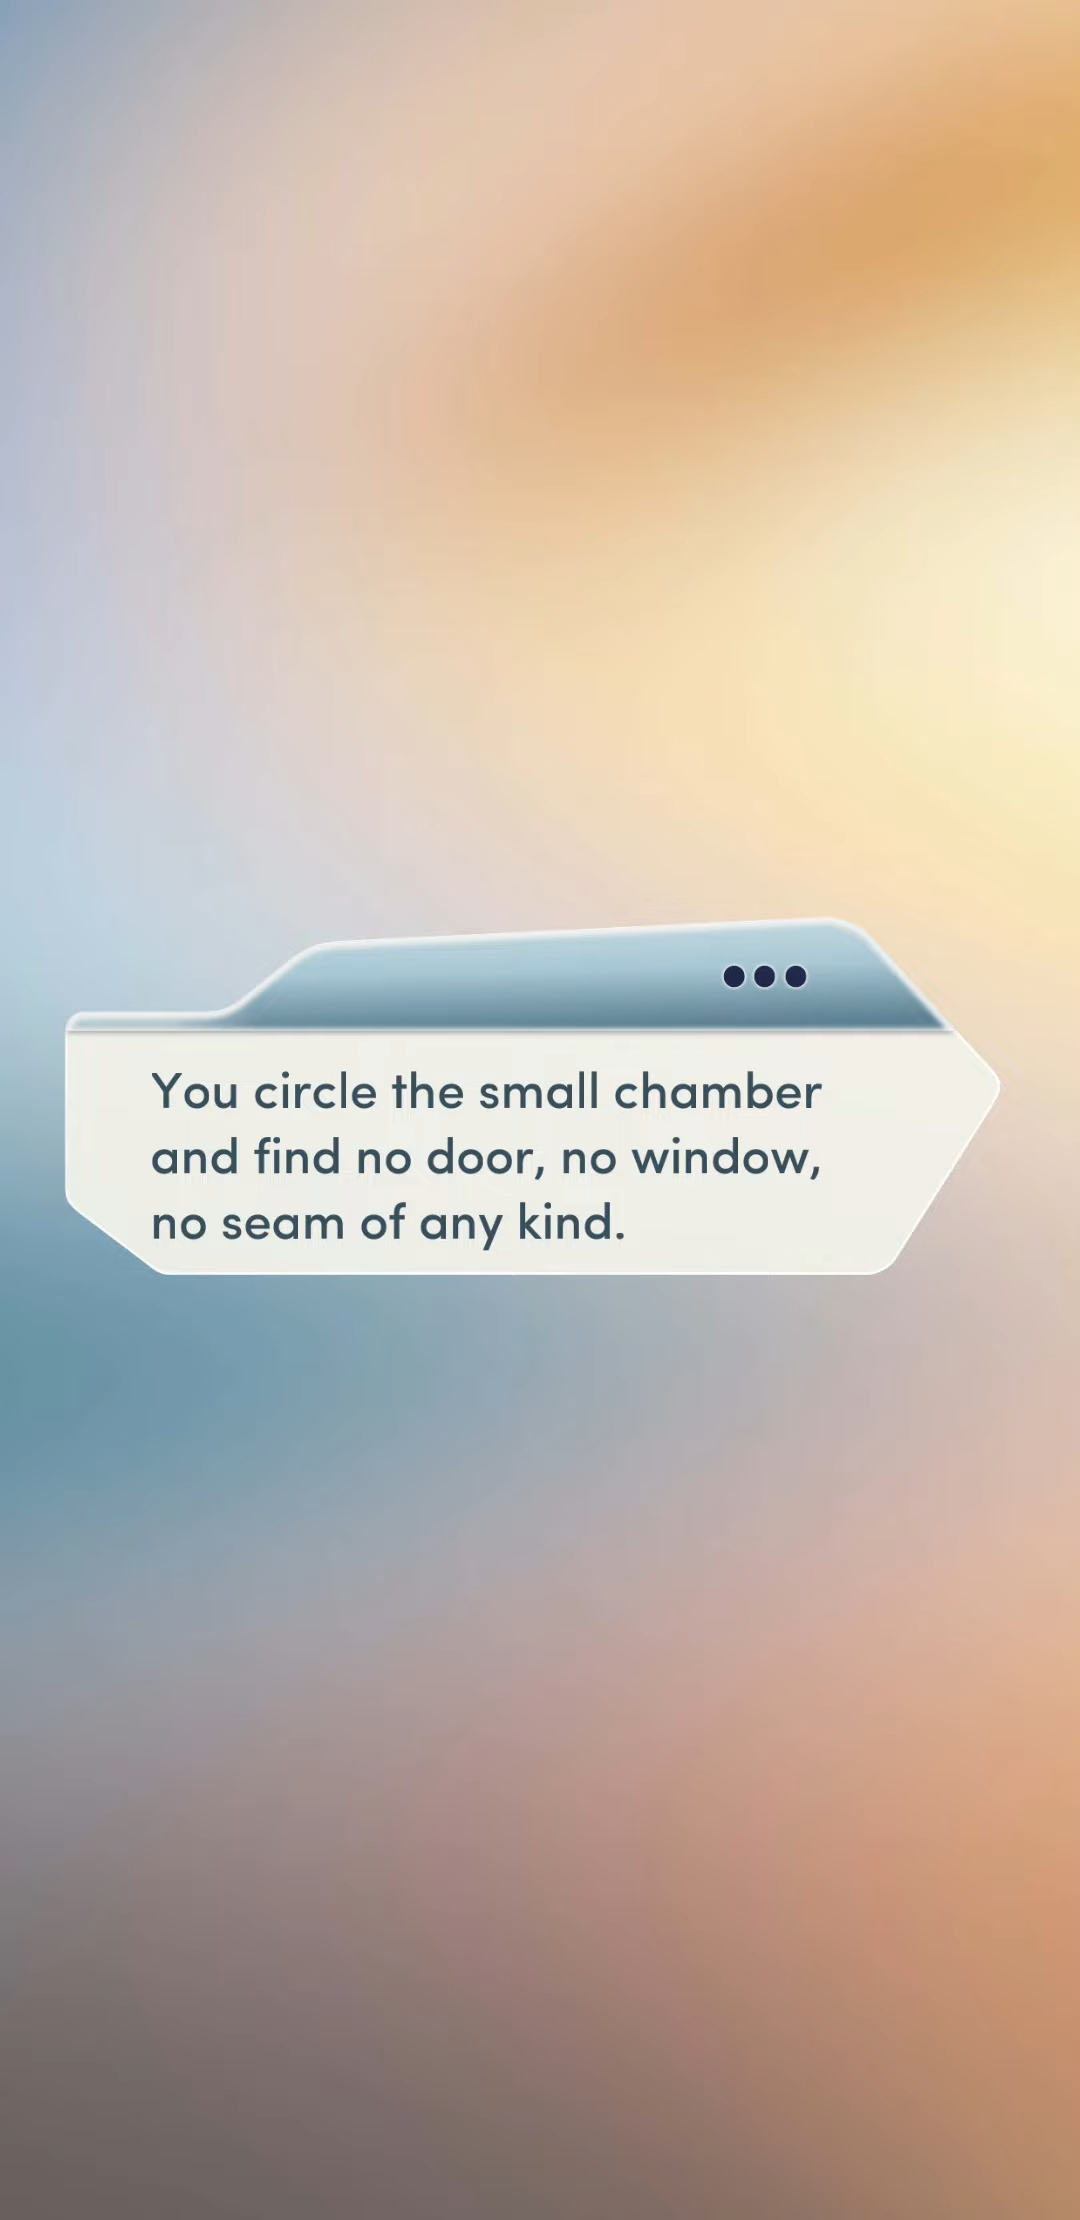 You circle the small chamber
and find no door, no window,
no seam of any kind.